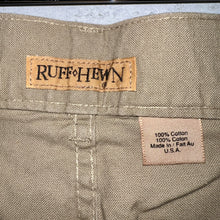 RUFF HEWN
100% Cotton
100% Coton
Made In / Fait Au
U.S.A.